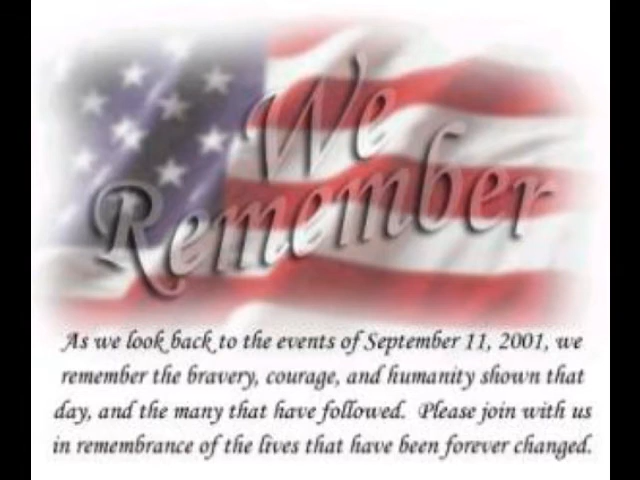 We
Remember
As we look back to the events of September 11, 2001, we
remember the bravery, courage, and humanity shown that
day, and the many that have followed.  Please join with us
in remembrance of the lives that have been forever changed.